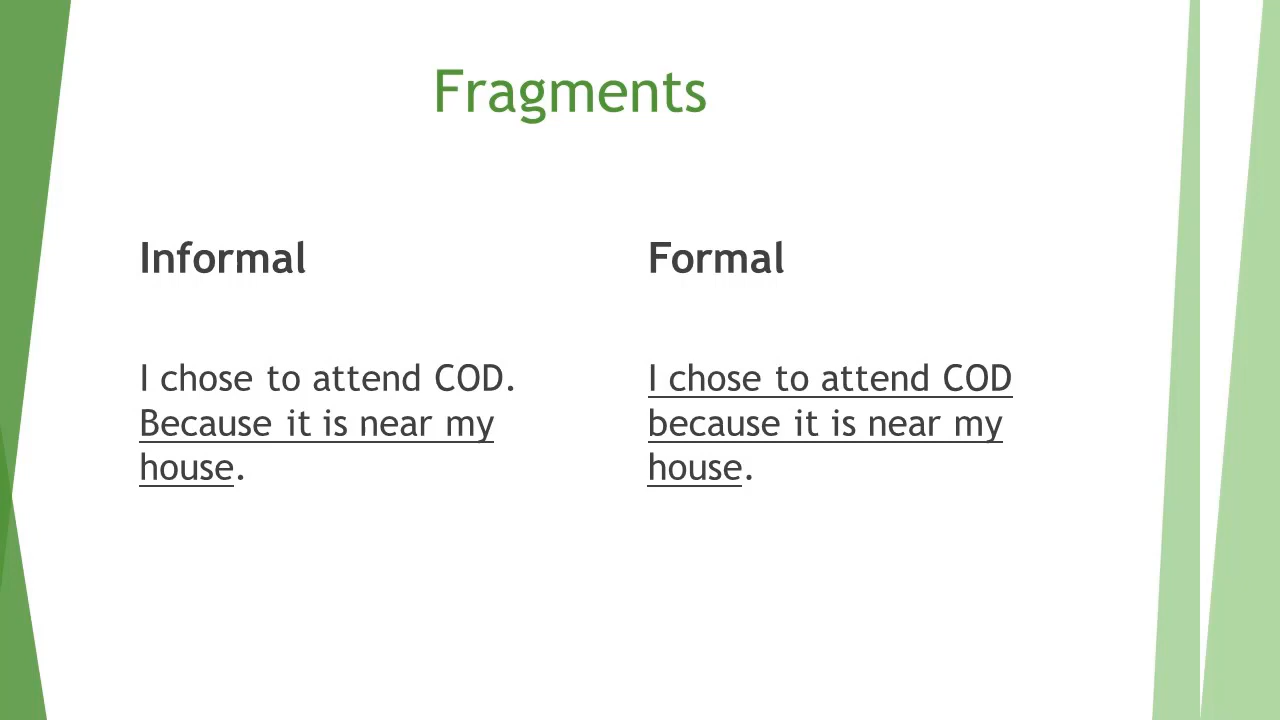 Fragments
Informal
I chose to attend COD.
Because it is near my
house.
Formal
I chose to attend COD
because it is near my
house.